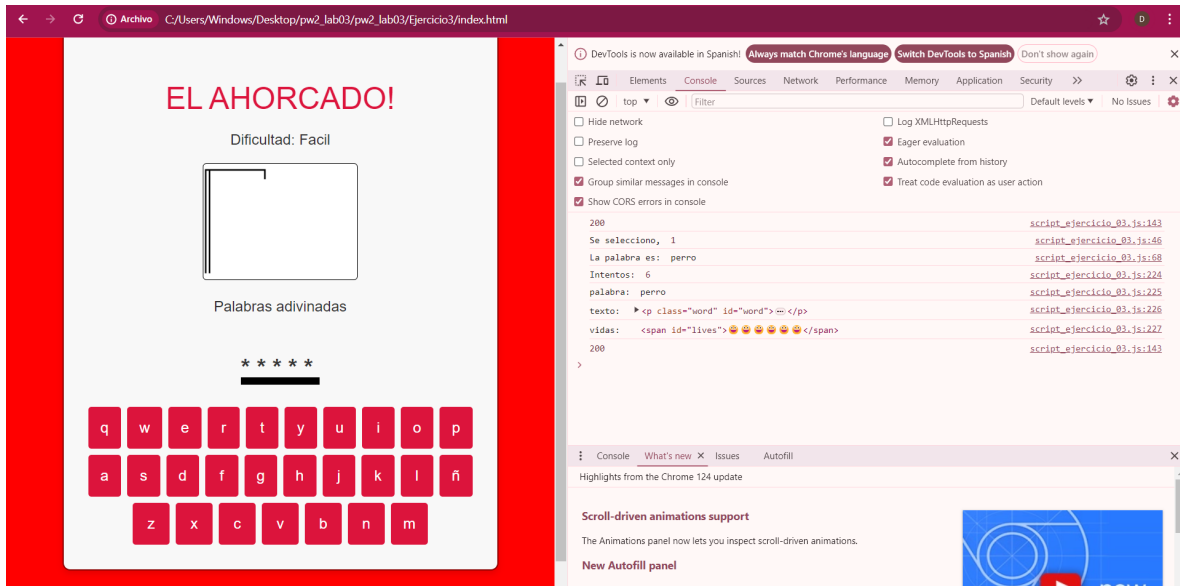 Archivo C:/Users/Windows/Desktop/pw2_lab03/pw2_lab03/Ejercicio3/index.html D
EL AHORCADO!
Dificultad: Facil
Palabras adivinadas
* * * * *
q w e r t y u i o p
a s d f g h j k l ñ
z x c v b n m
DevTools is now available in Spanish! Always match Chrome's language Switch DevTools to Spanish Don't show again
Elements Console Sources Network Performance Memory Application Security
top Filter Default levels No Issues
Hide network Log XMLHttpRequests
Preserve log Eager evaluation
Selected context only Autocomplete from history
Group similar messages in console Treat code evaluation as user action
Show CORS errors in console
200 script_ejercicio_03.js:143
Se selecciono, 1 script_ejercicio_03.js:46
La palabra es: perro script_ejercicio_03.js:68
Intentos: 6 script_ejercicio_03.js:224
palabra: perro script_ejercicio_03.js:225
texto: <p class="word" id="word">…</p> script_ejercicio_03.js:226
vidas: <span id="lives">😀😀😀😀😀😀</span> script_ejercicio_03.js:227
200 script_ejercicio_03.js:143
Console What's new Issues Autofill
Highlights from the Chrome 124 update
Scroll-driven animations support
The Animations panel now lets you inspect scroll-driven animations.
New Autofill panel
new